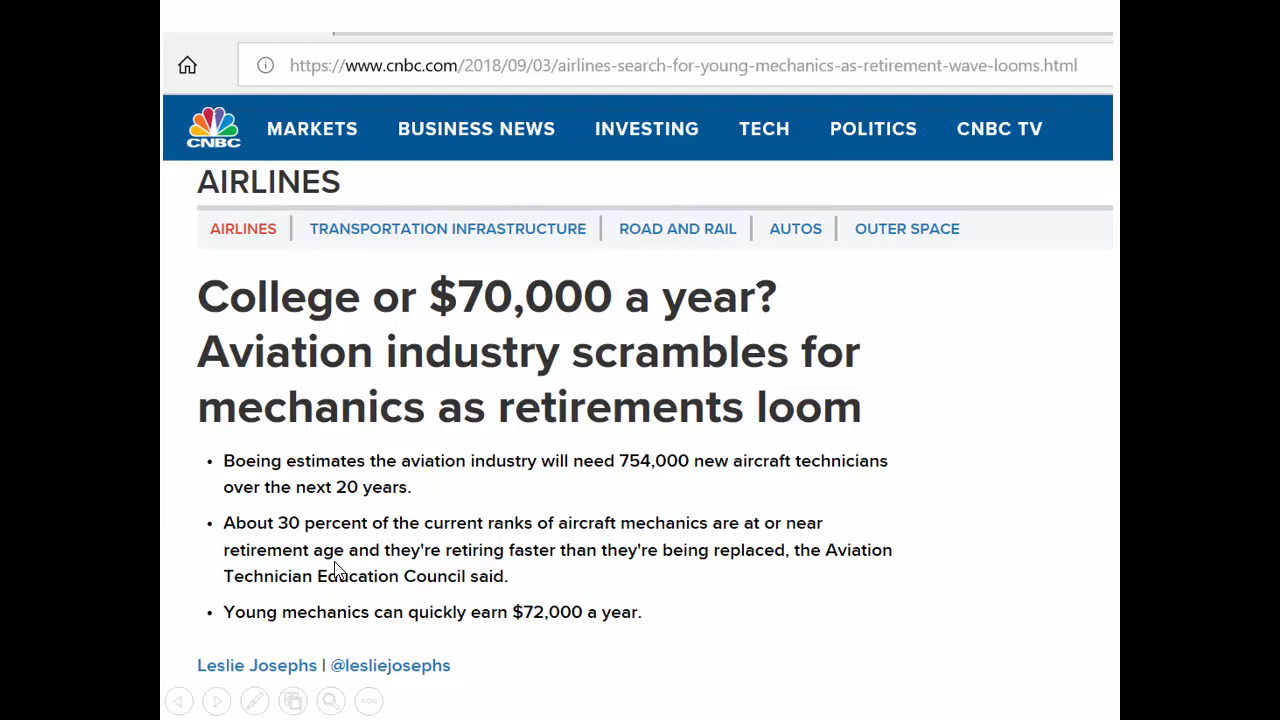 https://www.cnbc.com/2018/09/03/airlines-search-for-young-mechanics-as-retirement-wave-looms.html
CNBC
MARKETS BUSINESS NEWS INVESTING TECH POLITICS CNBC TV
AIRLINES
AIRLINES | TRANSPORTATION INFRASTRUCTURE | ROAD AND RAIL | AUTOS | OUTER SPACE
College or $70,000 a year?
Aviation industry scrambles for
mechanics as retirements loom
• Boeing estimates the aviation industry will need 754,000 new aircraft technicians
over the next 20 years.
• About 30 percent of the current ranks of aircraft mechanics are at or near
retirement age and they're retiring faster than they're being replaced, the Aviation
Technician Education Council said.
• Young mechanics can quickly earn $72,000 a year.
Leslie Josephs | @lesliejosephs